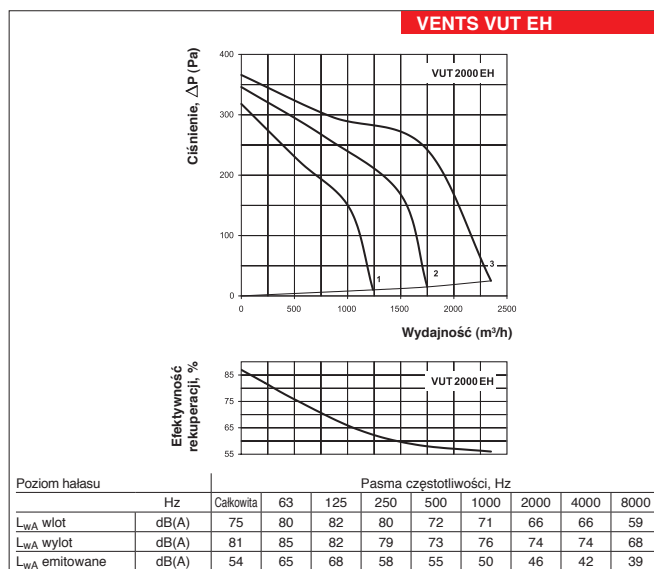 VENTS VUT EH
Ciśnienie, △P (Pa)
400
300
200
100
0
VUT 2000 EH
1
2
3
0 500 1000 1500 2000 2500
Wydajność (m³/h)
Efektywność
rekuperacji, %
85
75
65
55
VUT 2000 EH
Poziom hałasu Pasma częstotliwości, Hz
Hz Całkowita 63 125 250 500 1000 2000 4000 8000
LwA wlot dB(A) 75 80 82 80 72 71 66 66 59
LwA wylot dB(A) 81 85 82 79 73 76 74 74 68
LwA emitowane dB(A) 54 65 68 58 55 50 46 42 39